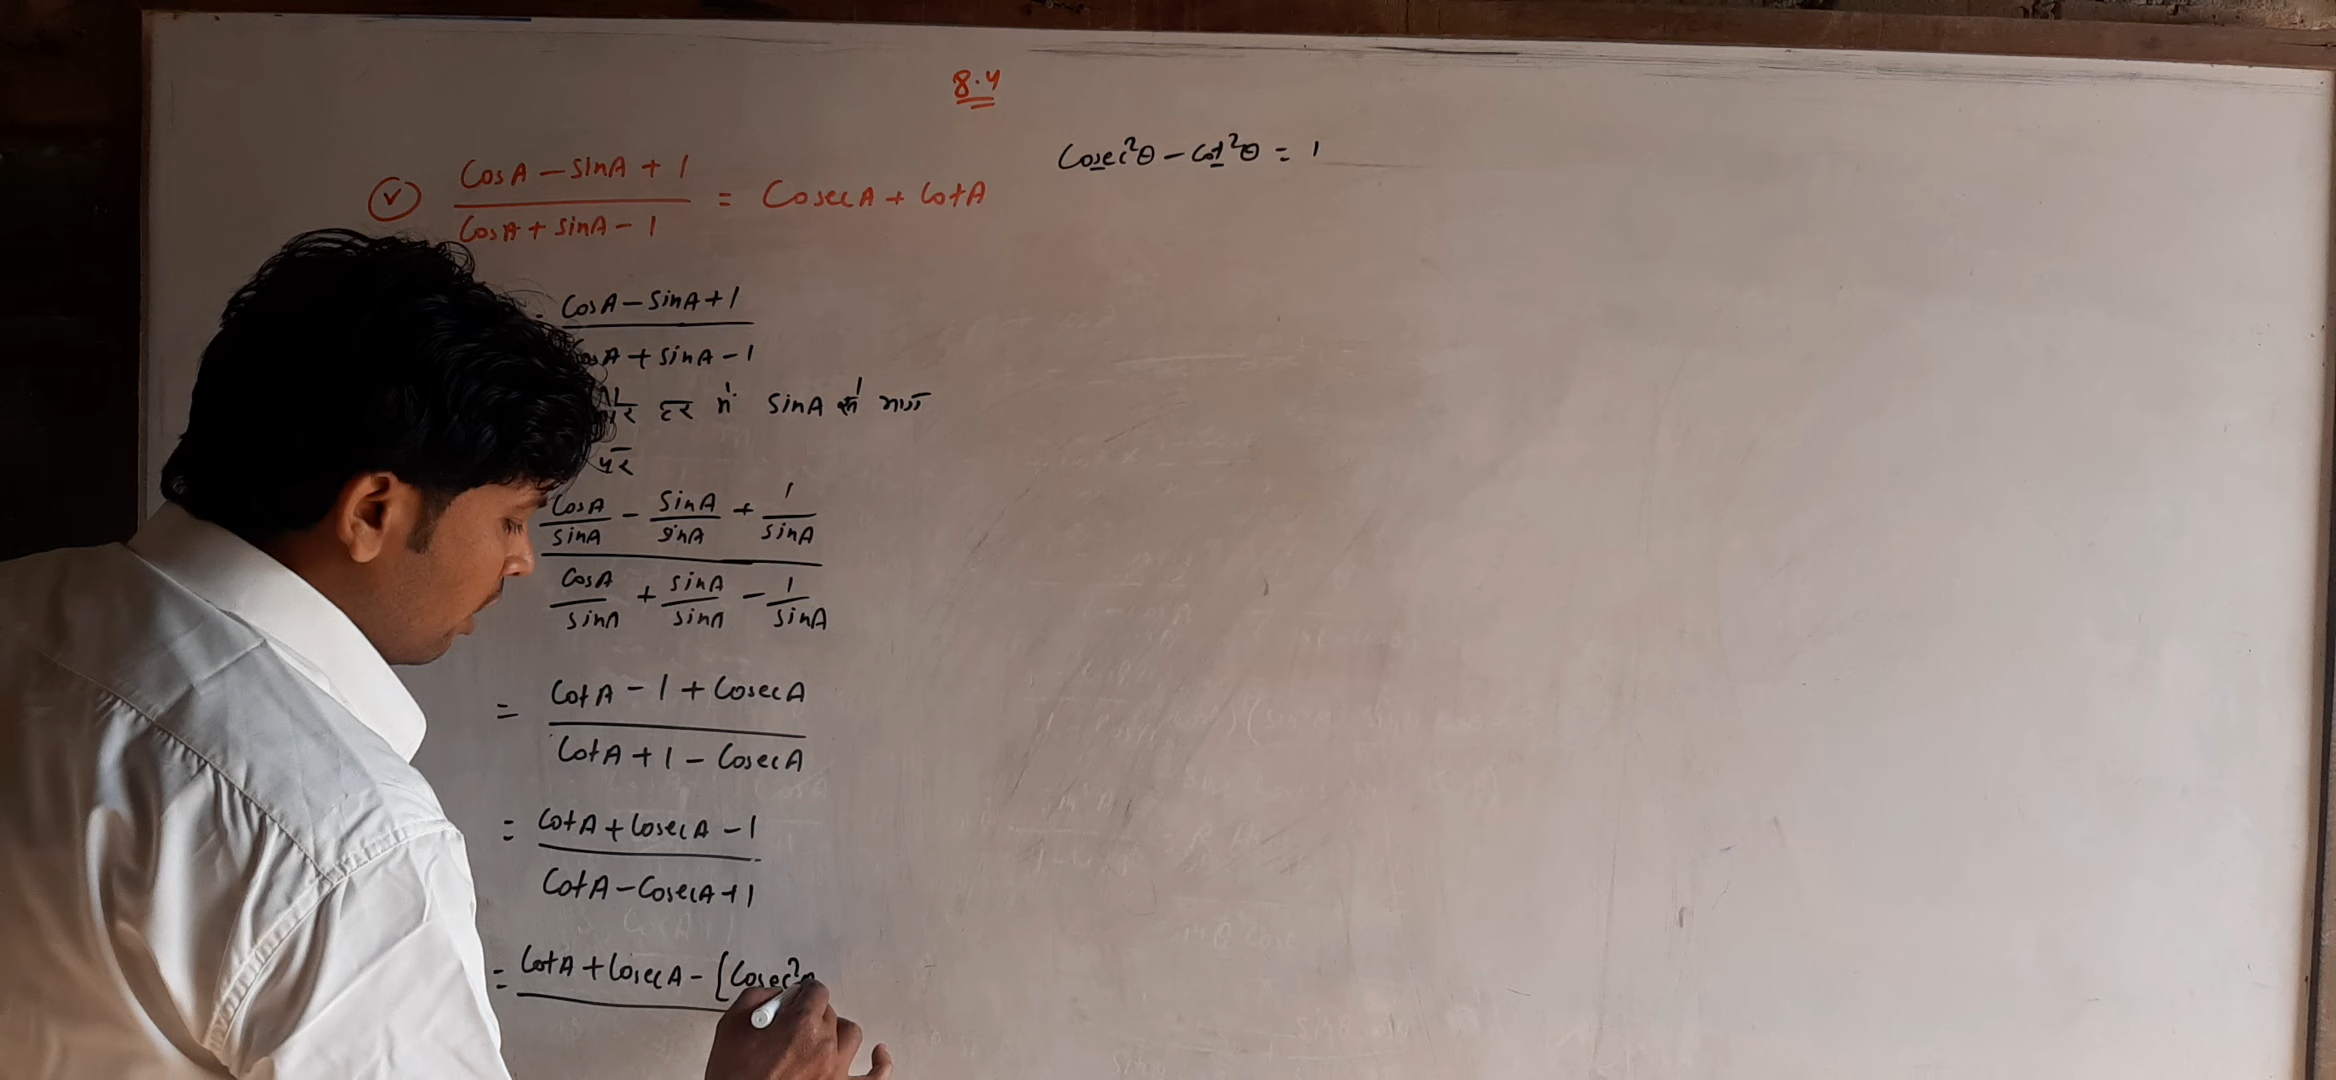 8.4
(v) (CosA - sinA + 1)/(CosA + sinA - 1) = CosecA + CotA
Cosec²θ - Cot²θ = 1
CosA - sinA + 1
osA + sinA - 1
हर में sinA से भाग
पर
CosA/sinA - sinA/sinA + 1/sinA
CosA/sinA + sinA/sinA - 1/sinA
= (CotA - 1 + CosecA)/(CotA + 1 - CosecA)
= (CotA + CosecA - 1)/(CotA - CosecA + 1)
= CotA + CosecA - [Cosec²